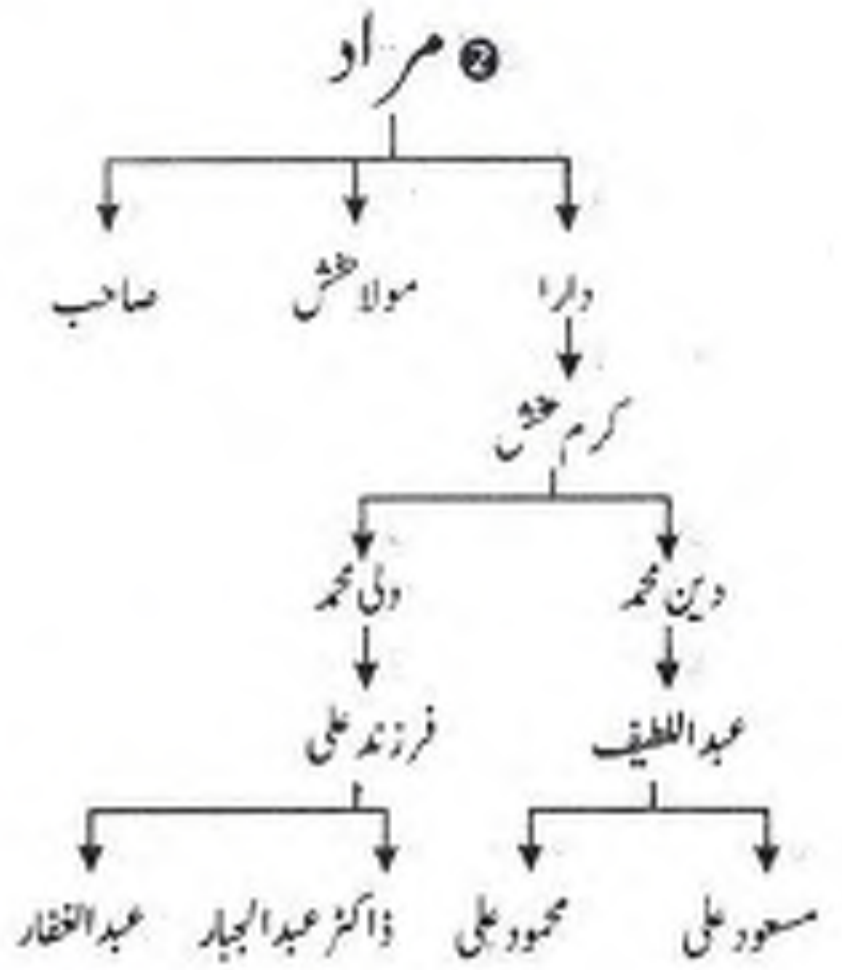 ❷ مراد
دارا مولا بخش صاحب
کرم بخش
دین محمد ولی محمد
عبداللطیف فرزند علی
مسعود علی محمود علی ڈاکٹر عبدالجبار عبدالغفار